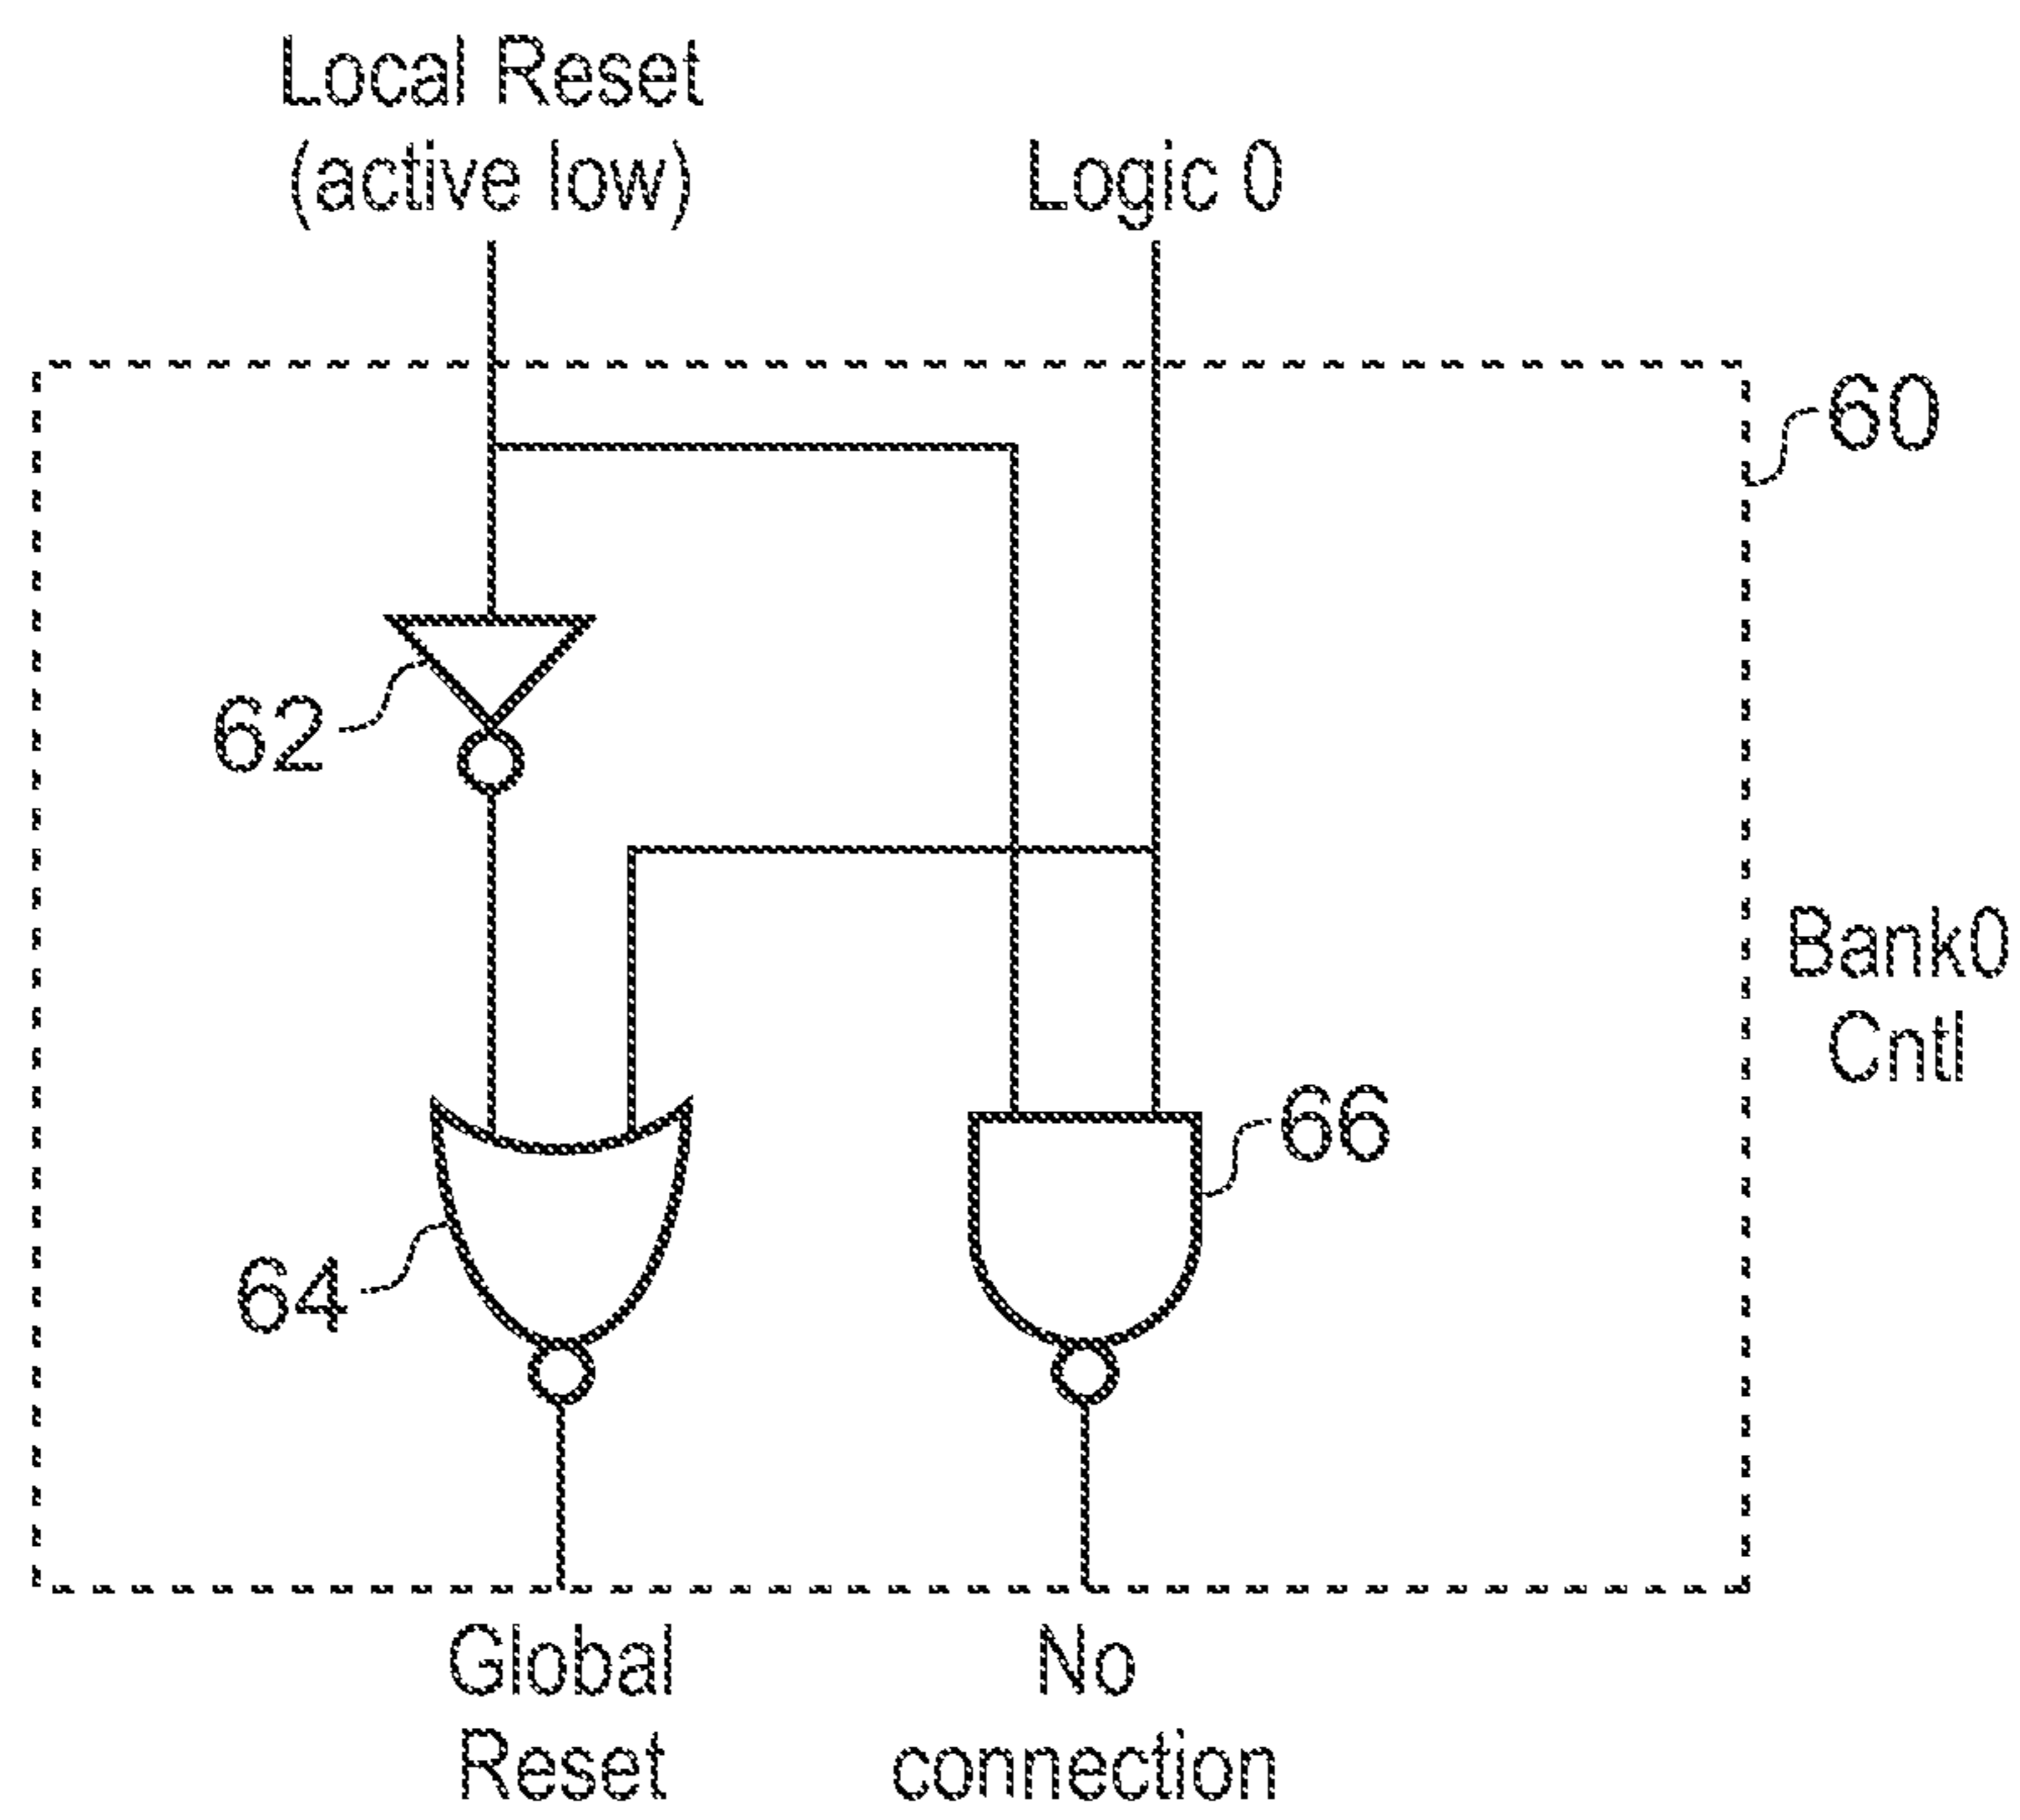 Local Reset
(active low)
Logic 0
60
62
Bank0
Cntl
66
64
Global
Reset
No
connection